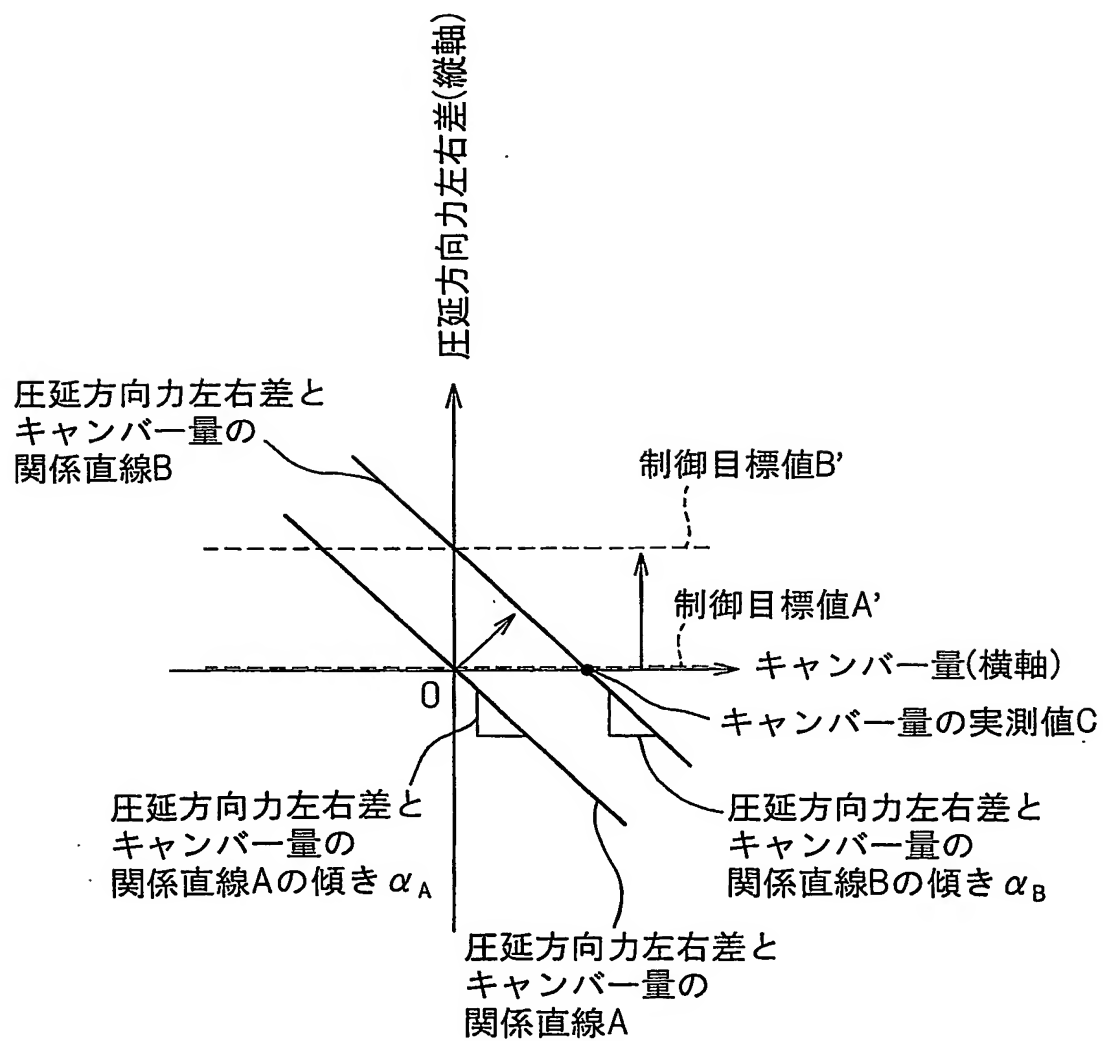 圧延方向力左右差(縦軸)
圧延方向力左右差と
キャンバー量の
関係直線B
制御目標値B'
制御目標値A'
キャンバー量(横軸)
0
キャンバー量の実測値C
圧延方向力左右差と
キャンバー量の
関係直線Aの傾きαA
圧延方向力左右差と
キャンバー量の
関係直線Bの傾きαB
圧延方向力左右差と
キャンバー量の
関係直線A